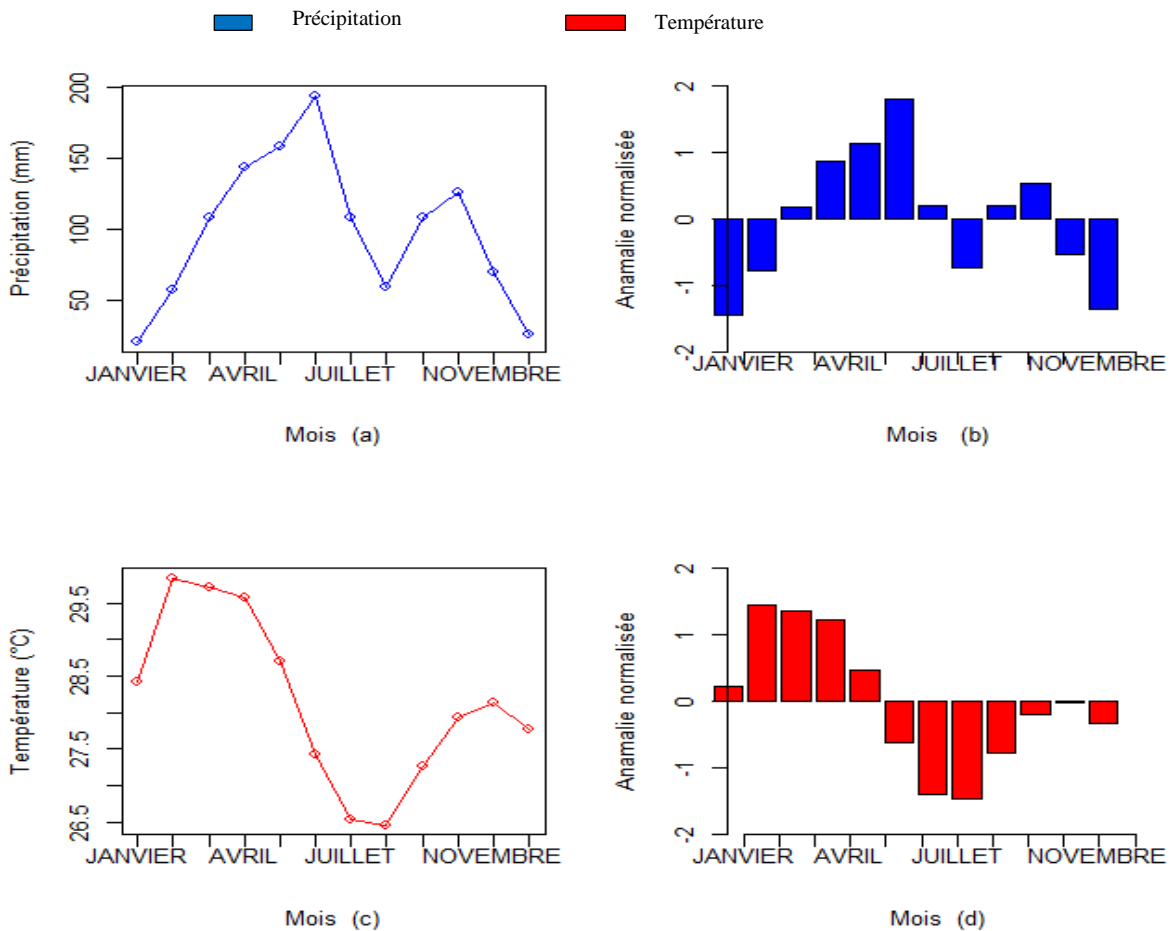 Précipitation
Température
Précipitation (mm)
200
150
100
50
JANVIER AVRIL JUILLET NOVEMBRE
Mois (a)
Anamalie normalisée
2
1
0
-1
-2
JANVIER AVRIL JUILLET NOVEMBRE
Mois (b)
Température (°C)
29.5
28.5
27.5
26.5
JANVIER AVRIL JUILLET NOVEMBRE
Mois (c)
Anamalie normalisée
2
1
0
-1
-2
JANVIER AVRIL JUILLET NOVEMBRE
Mois (d)